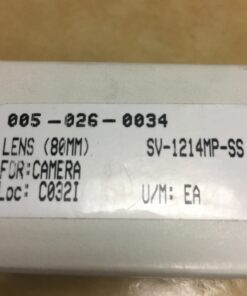 005-026-0034
LENS (80MM) SV-1214MP-SS
FOR:CAMERA
Loc: C032I U/M: EA